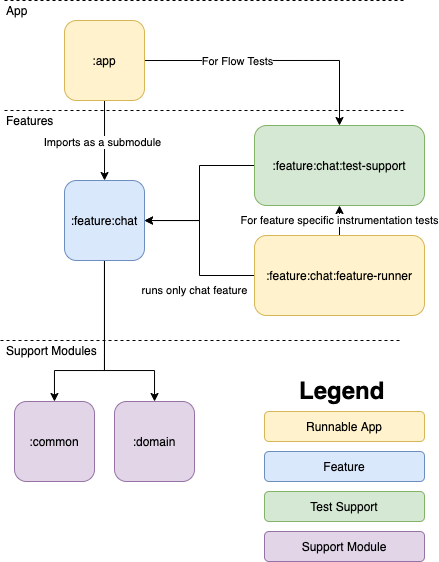 App
:app
For Flow Tests
Features
Imports as a submodule
:feature:chat:test-support
:feature:chat
For feature specific instrumentation tests
:feature:chat:feature-runner
runs only chat feature
Support Modules
:common
:domain
Legend
Runnable App
Feature
Test Support
Support Module